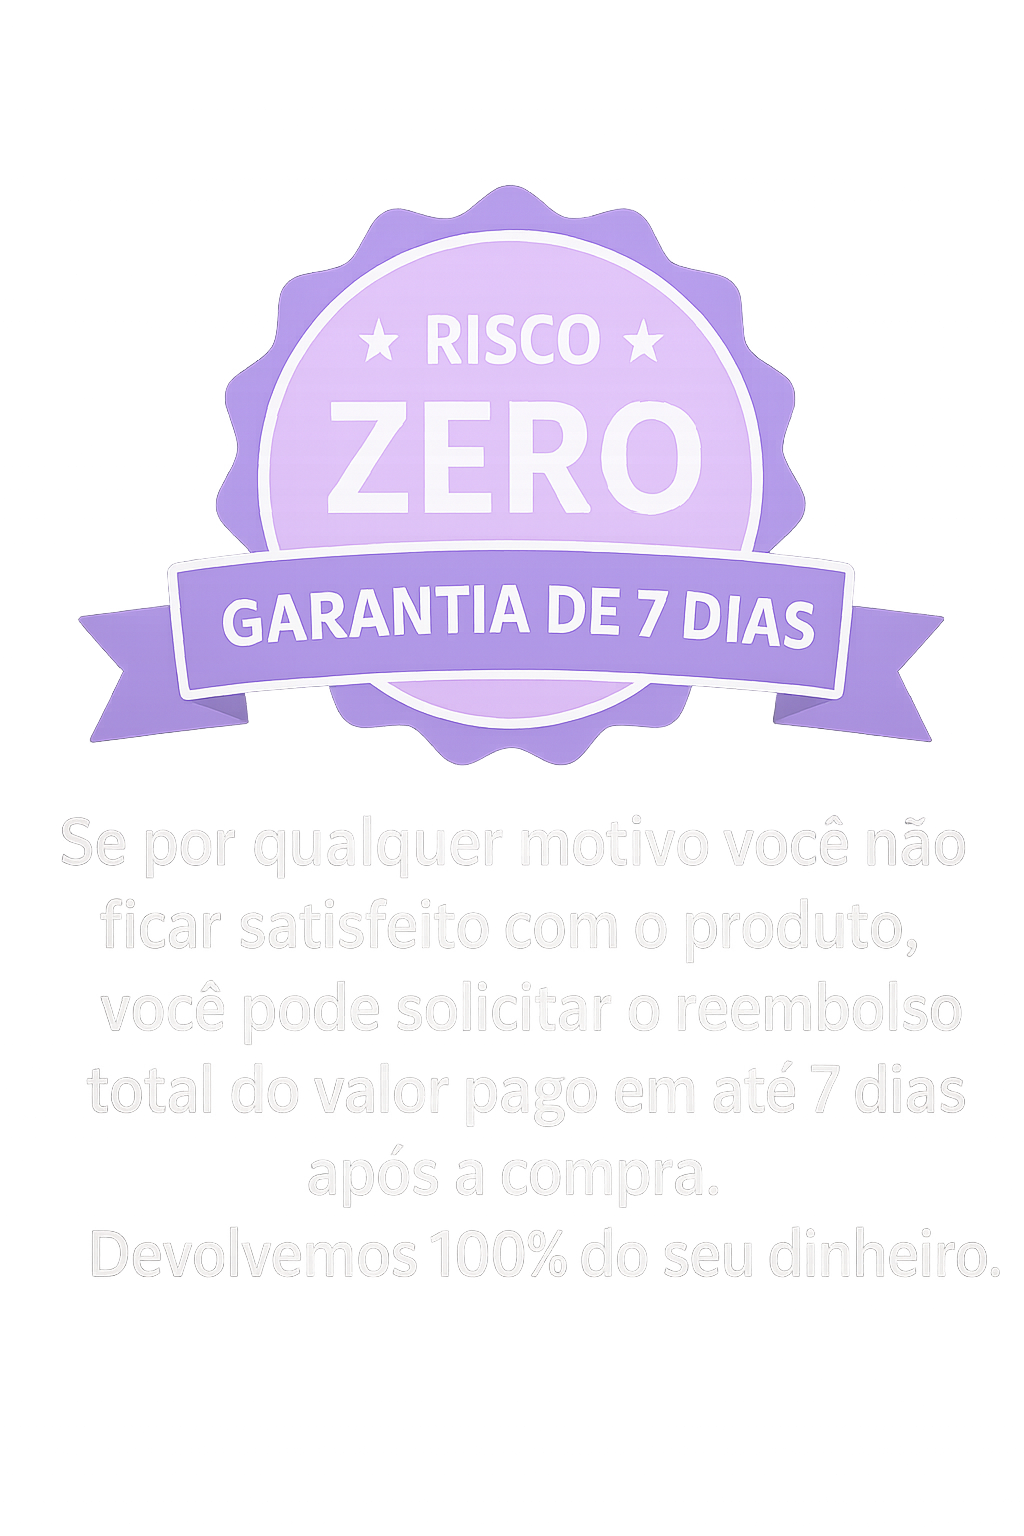 RISCO
ZERO
GARANTIA DE 7 DIAS
Se por qualquer motivo você não
ficar satisfeito com o produto,
você pode solicitar o reembolso
total do valor pago em até 7 dias
após a compra.
Devolvemos 100% do seu dinheiro.